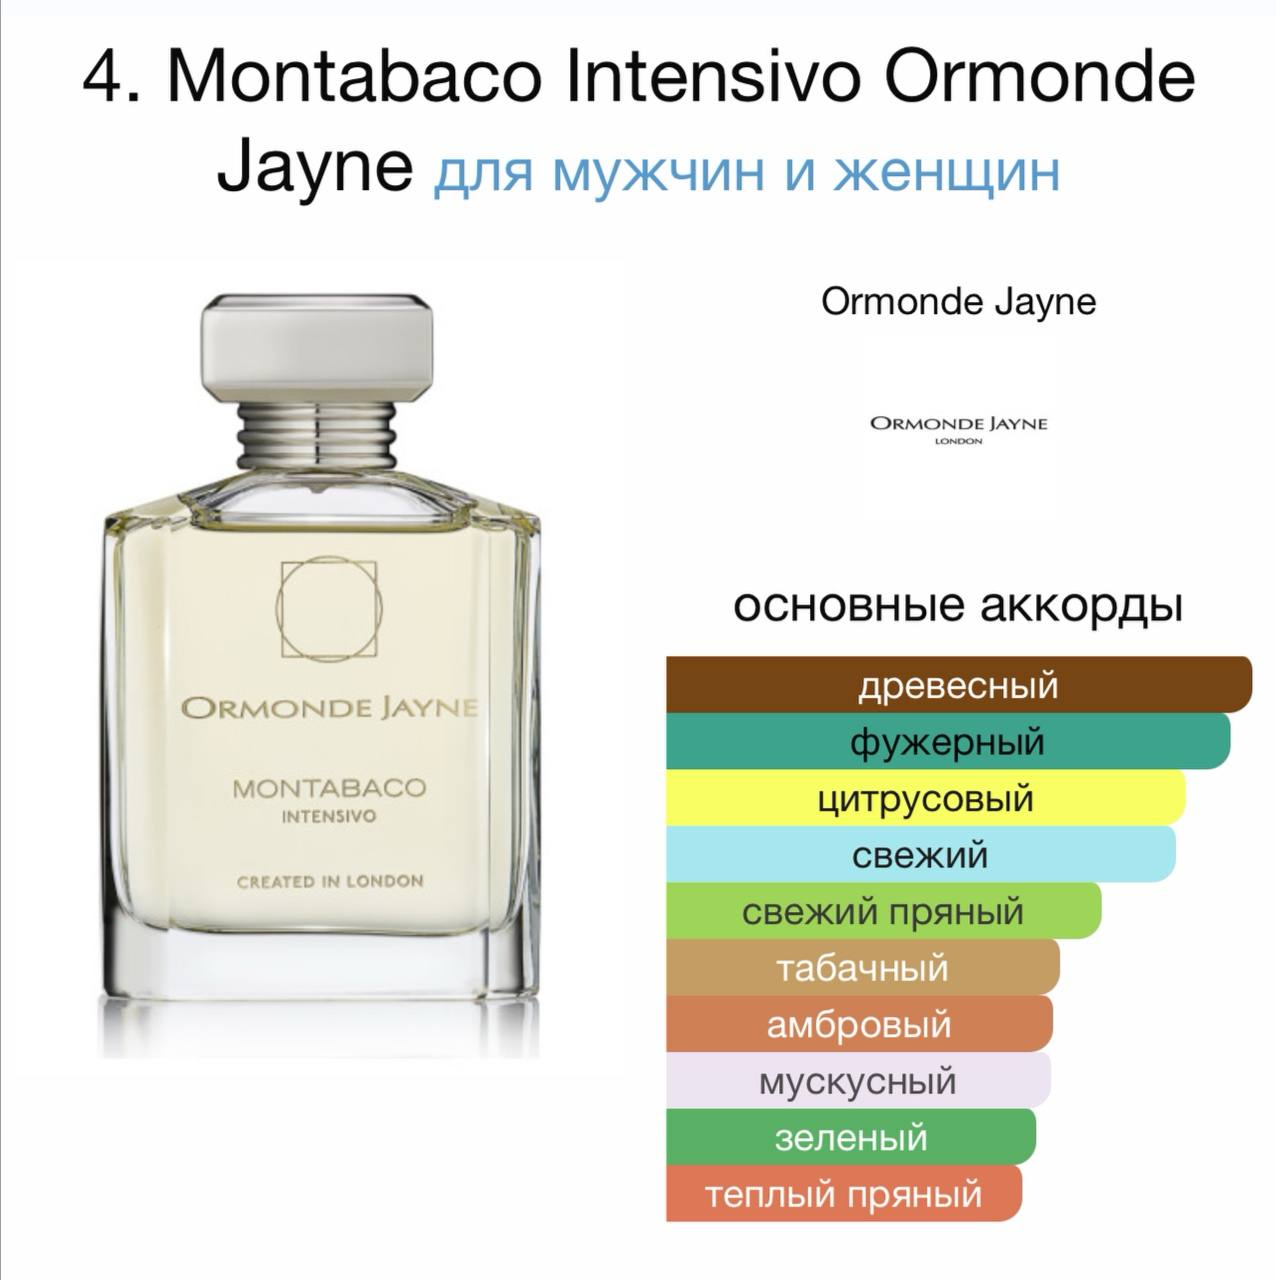 4. Montabaco Intensivo Ormonde
Jayne для мужчин и женщин
Ormonde Jayne
ORMONDE JAYNE
LONDON
ORMONDE JAYNE
MONTABACO
INTENSIVO
CREATED IN LONDON
основные аккорды
древесный
фужерный
цитрусовый
свежий
свежий пряный
табачный
амбровый
мускусный
зеленый
теплый пряный